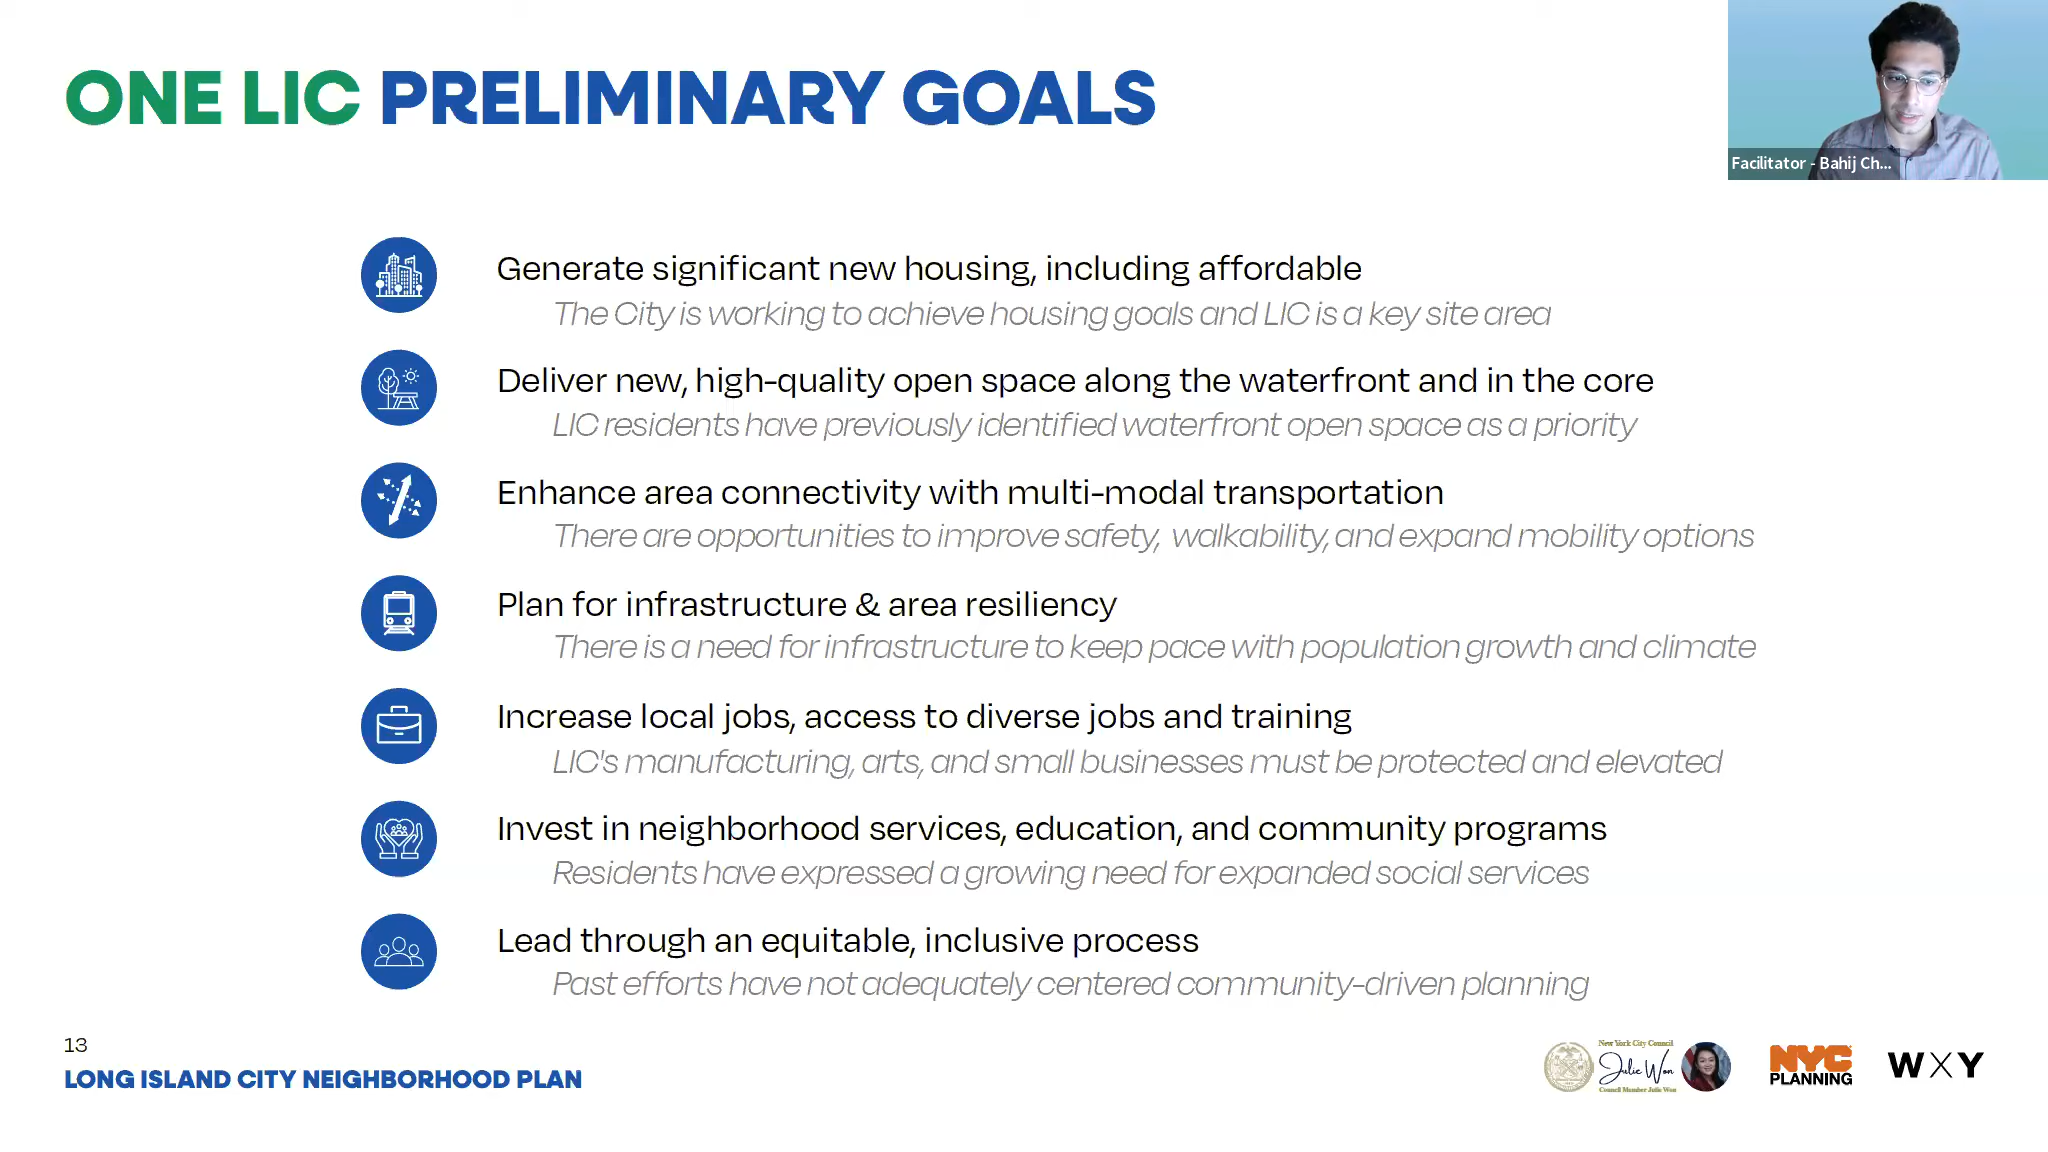 ONE LIC PRELIMINARY GOALS
Facilitator - Bahij Ch...
Generate significant new housing, including affordable
The City is working to achieve housing goals and LIC is a key site area
Deliver new, high-quality open space along the waterfront and in the core
LIC residents have previously identified waterfront open space as a priority
Enhance area connectivity with multi-modal transportation
There are opportunities to improve safety, walkability, and expand mobility options
Plan for infrastructure & area resiliency
There is a need for infrastructure to keep pace with population growth and climate
Increase local jobs, access to diverse jobs and training
LIC's manufacturing, arts, and small businesses must be protected and elevated
Invest in neighborhood services, education, and community programs
Residents have expressed a growing need for expanded social services
Lead through an equitable, inclusive process
Past efforts have not adequately centered community-driven planning
13
LONG ISLAND CITY NEIGHBORHOOD PLAN
New York City Council
Julie Won
Council Member Julie Won
NYC
PLANNING
WXY